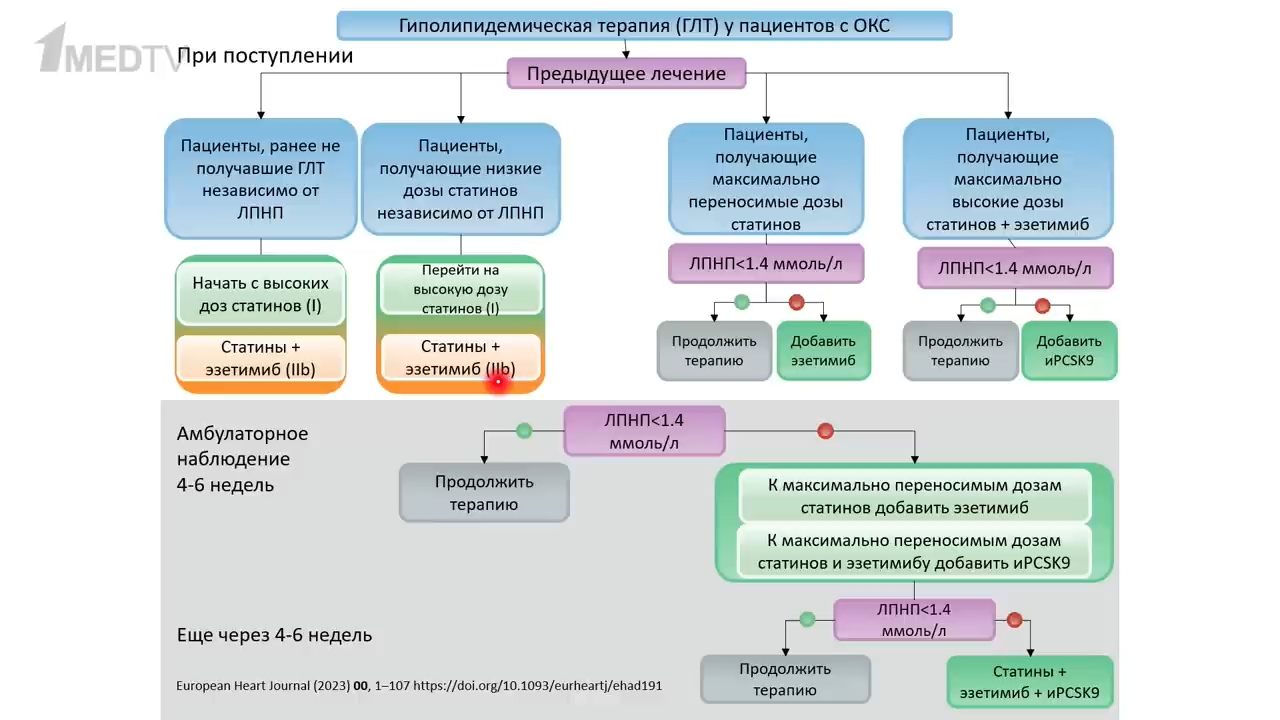 Гиполипидемическая терапия (ГЛТ) у пациентов с ОКС
1MEDTV
При поступлении
Предыдущее лечение
Пациенты, ранее не
получавшие ГЛТ
независимо от
ЛПНП
Пациенты,
получающие низкие
дозы статинов
независимо от ЛПНП
Пациенты,
получающие
максимально
переносимые дозы
статинов
Пациенты,
получающие
максимально
высокие дозы
статинов + эзетимиб
Начать с высоких
доз статинов (I)
Статины +
эзетимиб (IIb)
Перейти на
высокую дозу
статинов (I)
Статины +
эзетимиб (IIb)
ЛПНП<1.4 ммоль/л
Продолжить
терапию
Добавить
эзетимиб
ЛПНП<1.4 ммоль/л
Продолжить
терапию
Добавить
иPCSK9
Амбулаторное
наблюдение
4-6 недель
ЛПНП<1.4
ммоль/л
Продолжить
терапию
К максимально переносимым дозам
статинов добавить эзетимиб
К максимально переносимым дозам
статинов и эзетимибу добавить иPCSK9
Еще через 4-6 недель
ЛПНП<1.4
ммоль/л
Продолжить
терапию
Статины +
эзетимиб + иPCSK9
European Heart Journal (2023) 00, 1–107 https://doi.org/10.1093/eurheartj/ehad191